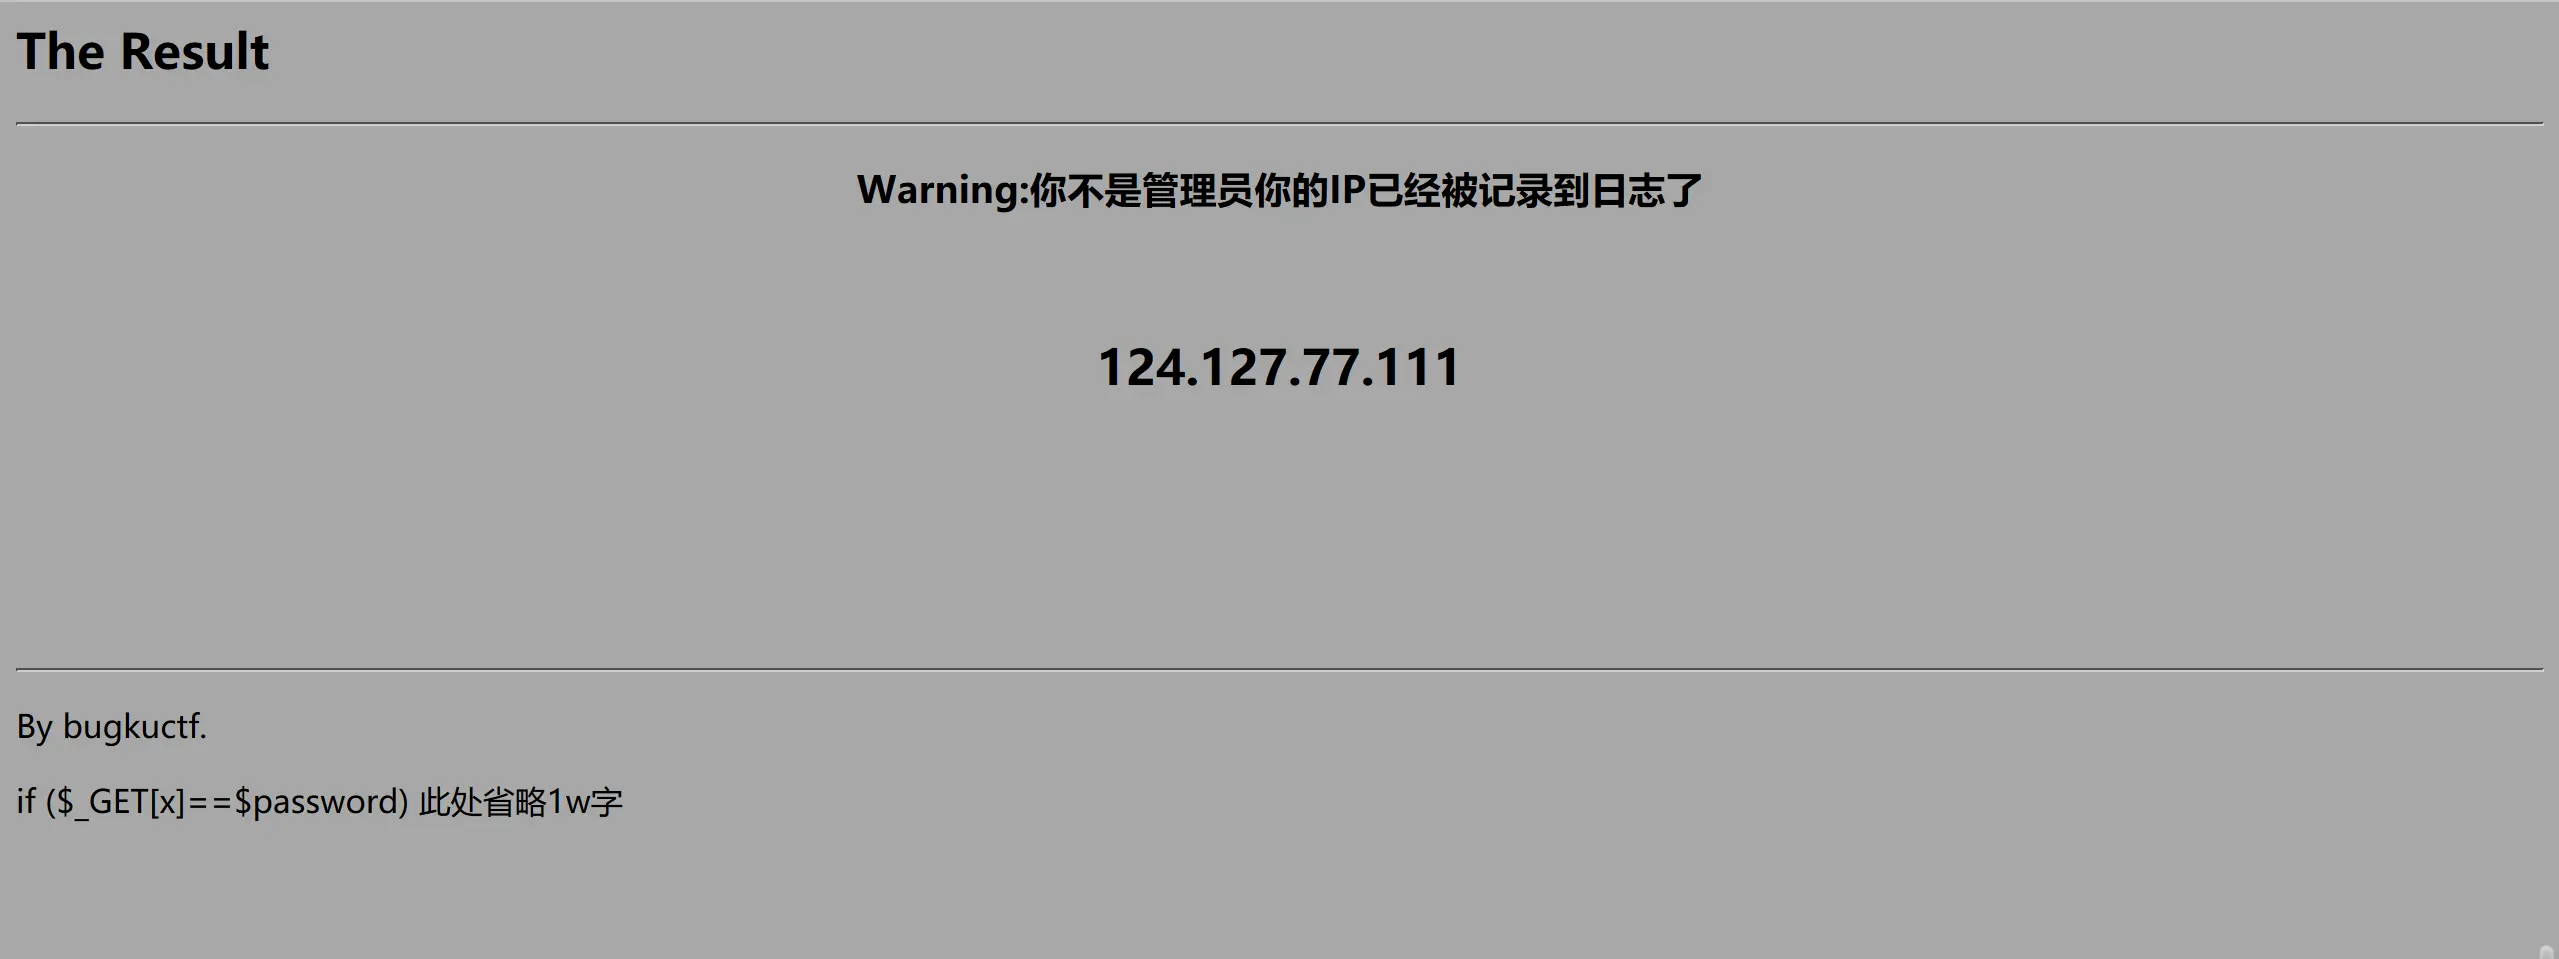 The Result
Warning:你不是管理员你的IP已经被记录到日志了
124.127.77.111
By bugkuctf.
if ($_GET[x]==$password) 此处省略1w字